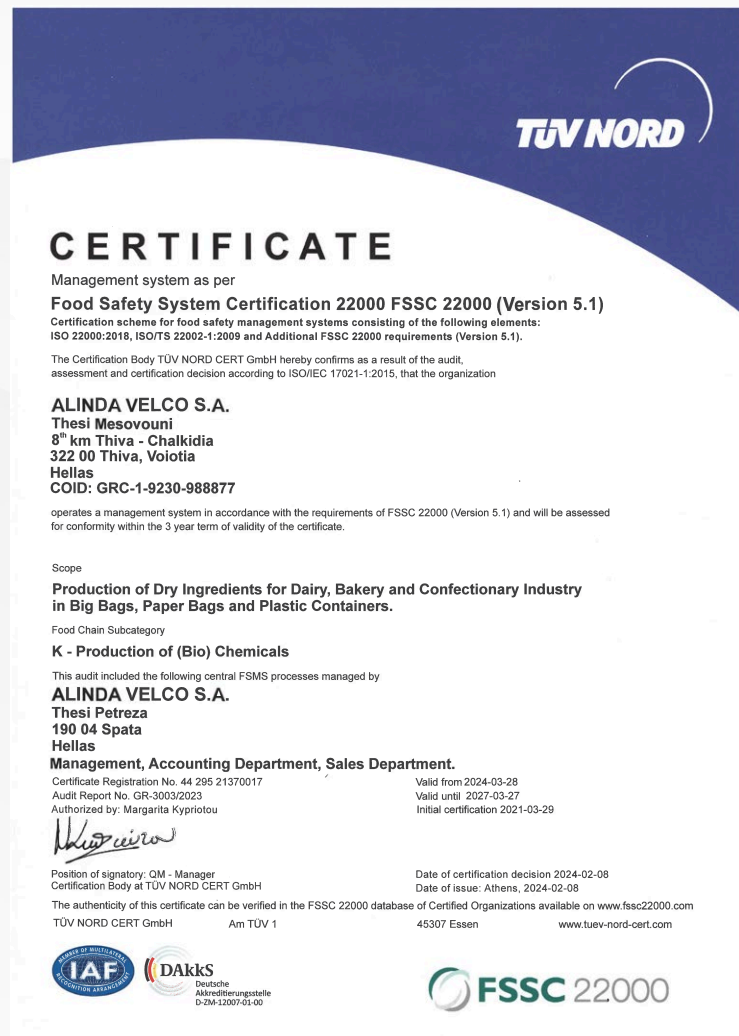 TÜV NORD
CERTIFICATE
Management system as per
Food Safety System Certification 22000 FSSC 22000 (Version 5.1)
Certification scheme for food safety management systems consisting of the following elements:
ISO 22000:2018, ISO/TS 22002-1:2009 and Additional FSSC 22000 requirements (Version 5.1).
The Certification Body TÜV NORD CERT GmbH hereby confirms as a result of the audit,
assessment and certification decision according to ISO/IEC 17021-1:2015, that the organization
ALINDA VELCO S.A.
Thesi Mesovouni
8th km Thiva - Chalkidia
322 00 Thiva, Voiotia
Hellas
COID: GRC-1-9230-988877
operates a management system in accordance with the requirements of FSSC 22000 (Version 5.1) and will be assessed
for conformity within the 3 year term of validity of the certificate.
Scope
Production of Dry Ingredients for Dairy, Bakery and Confectionary Industry
in Big Bags, Paper Bags and Plastic Containers.
Food Chain Subcategory
K - Production of (Bio) Chemicals
This audit included the following central FSMS processes managed by
ALINDA VELCO S.A.
Thesi Petreza
190 04 Spata
Hellas
Management, Accounting Department, Sales Department.
Certificate Registration No. 44 295 21370017
Audit Report No. GR-3003/2023
Authorized by: Margarita Kypriotou
Valid from 2024-03-28
Valid until 2027-03-27
Initial certification 2021-03-29
Position of signatory: QM - Manager
Certification Body at TÜV NORD CERT GmbH
Date of certification decision 2024-02-08
Date of issue: Athens, 2024-02-08
The authenticity of this certificate can be verified in the FSSC 22000 database of Certified Organizations available on www.fssc22000.com
TÜV NORD CERT GmbH Am TÜV 1 45307 Essen www.tuev-nord-cert.com
MEMBER OF MULTILATERAL
IAF
RECOGNITION ARRANGEMENT
DAkkS
Deutsche
Akkreditierungsstelle
D-ZM-12007-01-00
FSSC 22000